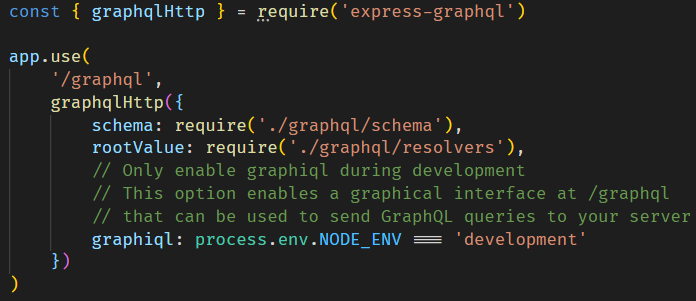 const { graphqlHttp } = require('express-graphql')
app.use(
'/graphql',
graphqlHttp({
schema: require('./graphql/schema'),
rootValue: require('./graphql/resolvers'),
// Only enable graphiql during development
// This option enables a graphical interface at /graphql
// that can be used to send GraphQL queries to your server
graphiql: process.env.NODE_ENV === 'development'
})
)